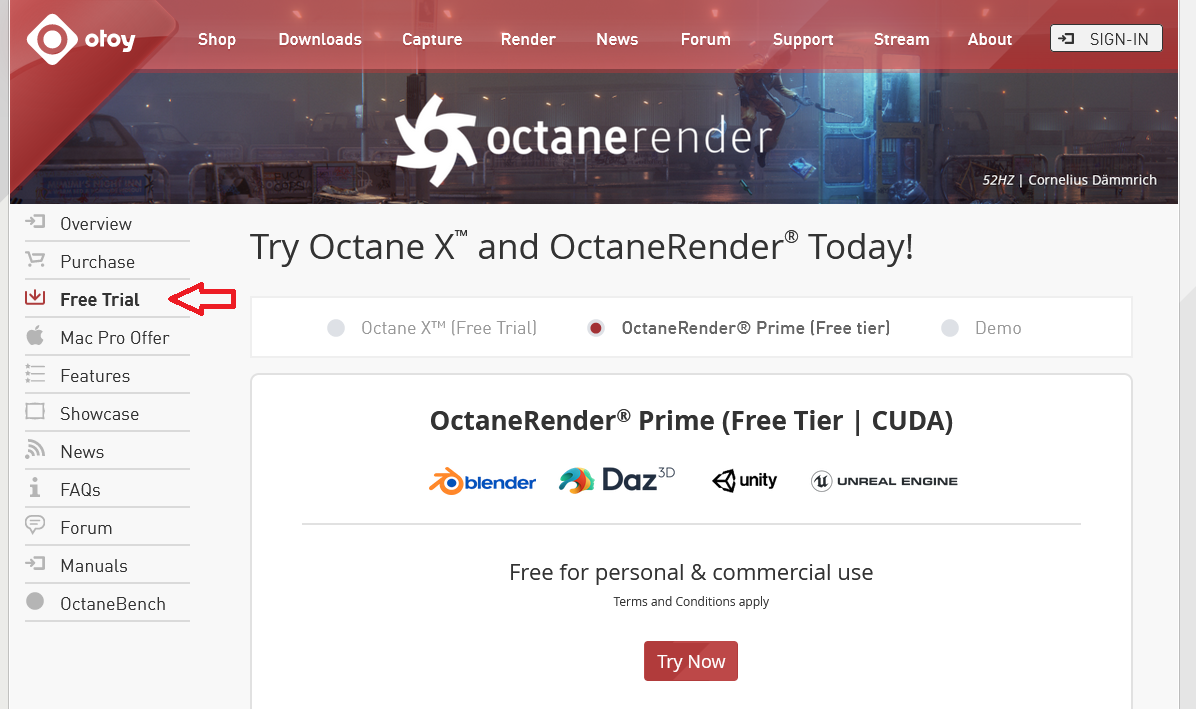 otoy
Shop Downloads Capture Render News Forum Support Stream About SIGN-IN
octanerender
52HZ | Cornelius Dämmrich
Overview
Purchase
Free Trial
Mac Pro Offer
Features
Showcase
News
FAQs
Forum
Manuals
OctaneBench
Try Octane X™ and OctaneRender® Today!
Octane X™ (Free Trial) OctaneRender® Prime (Free tier) Demo
OctaneRender® Prime (Free Tier | CUDA)
blender Daz 3D unity UNREAL ENGINE
Free for personal & commercial use
Terms and Conditions apply
Try Now